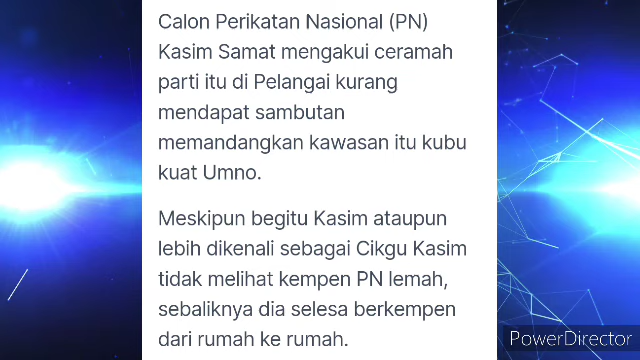 Calon Perikatan Nasional (PN)
Kasim Samat mengakui ceramah
parti itu di Pelangai kurang
mendapat sambutan
memandangkan kawasan itu kubu
kuat Umno.
Meskipun begitu Kasim ataupun
lebih dikenali sebagai Cikgu Kasim
tidak melihat kempen PN lemah,
sebaliknya dia selesa berkempen
dari rumah ke rumah.
PowerDirector